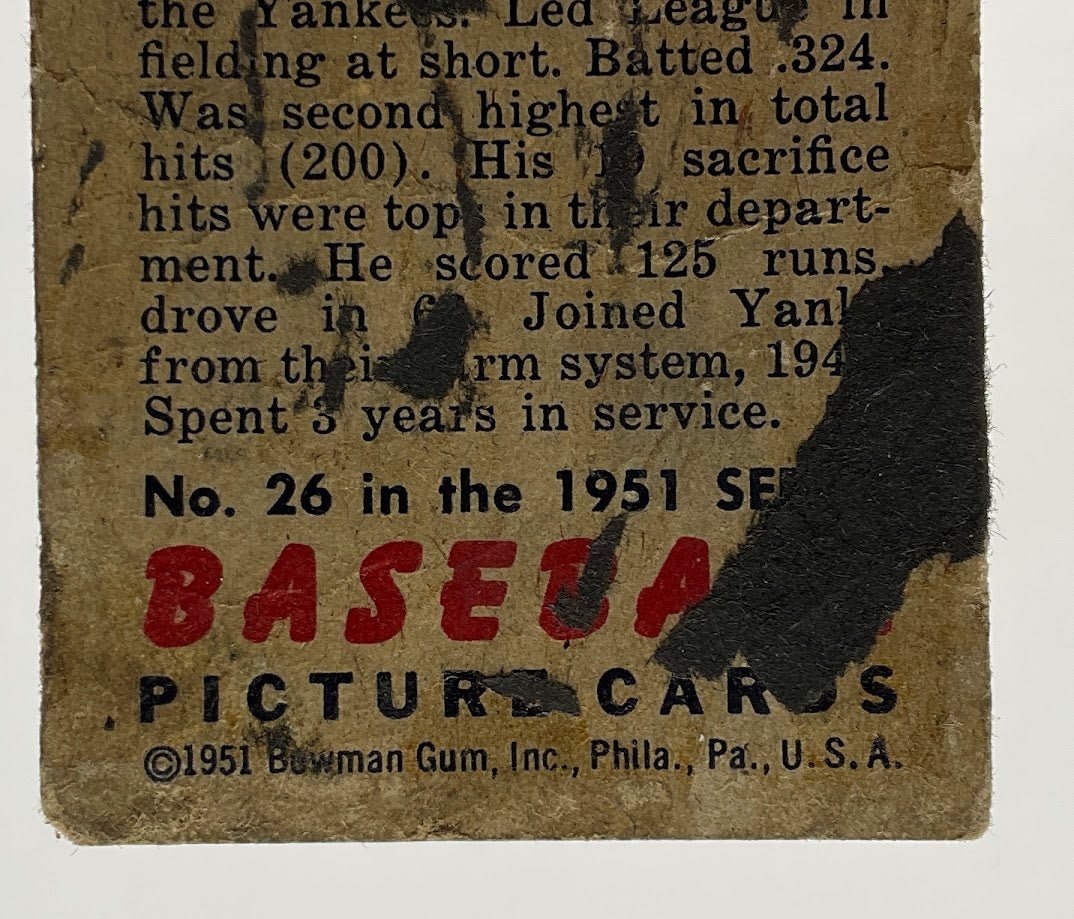 the Yankees. Led League in
fielding at short. Batted .324.
Was second highest in total
hits (200). His sacrifice
hits were tops in their depart-
ment. He scored 125 runs,
drove in Joined
from their farm system,
Spent 3 years in service.
No. 26 in the 1951
BASEBALL
PICTURE CARDS
©1951 Bowman Gum, Inc., Phila., Pa., U.S.A.